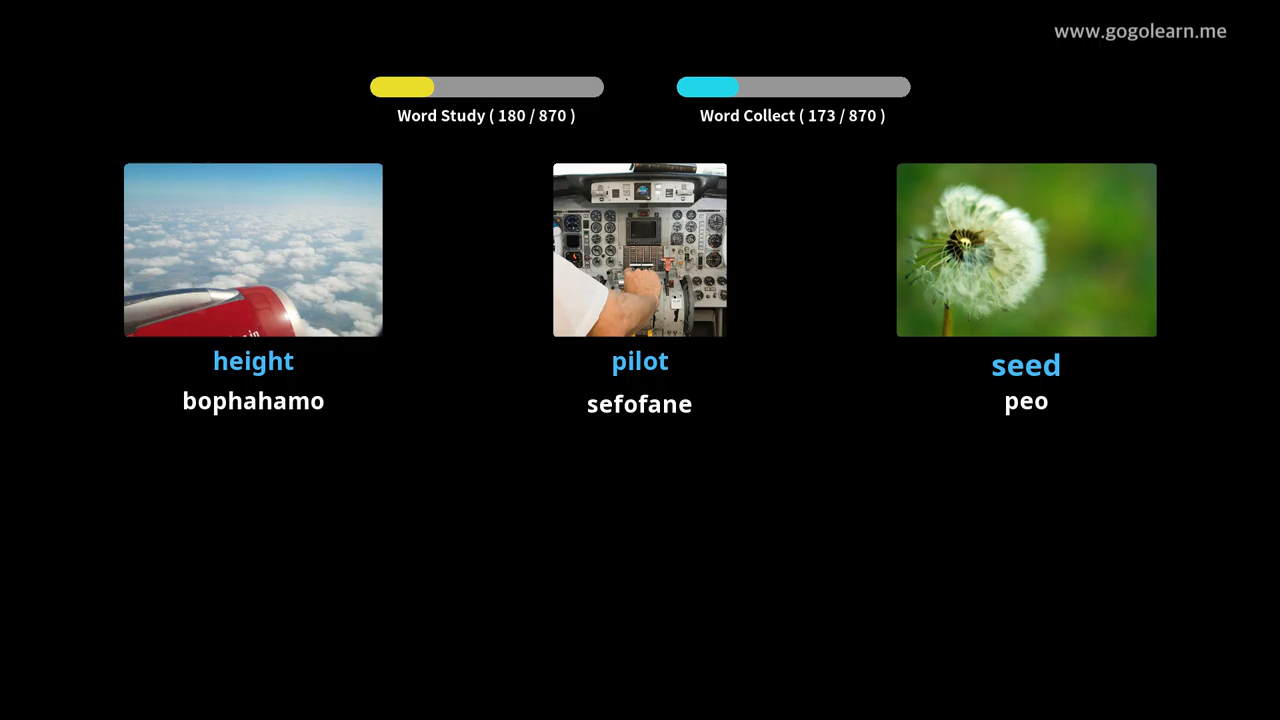 www.gogolearn.me
Word Study ( 180 / 870 )
Word Collect ( 173 / 870 )
height
bophahamo
pilot
sefofane
seed
peo